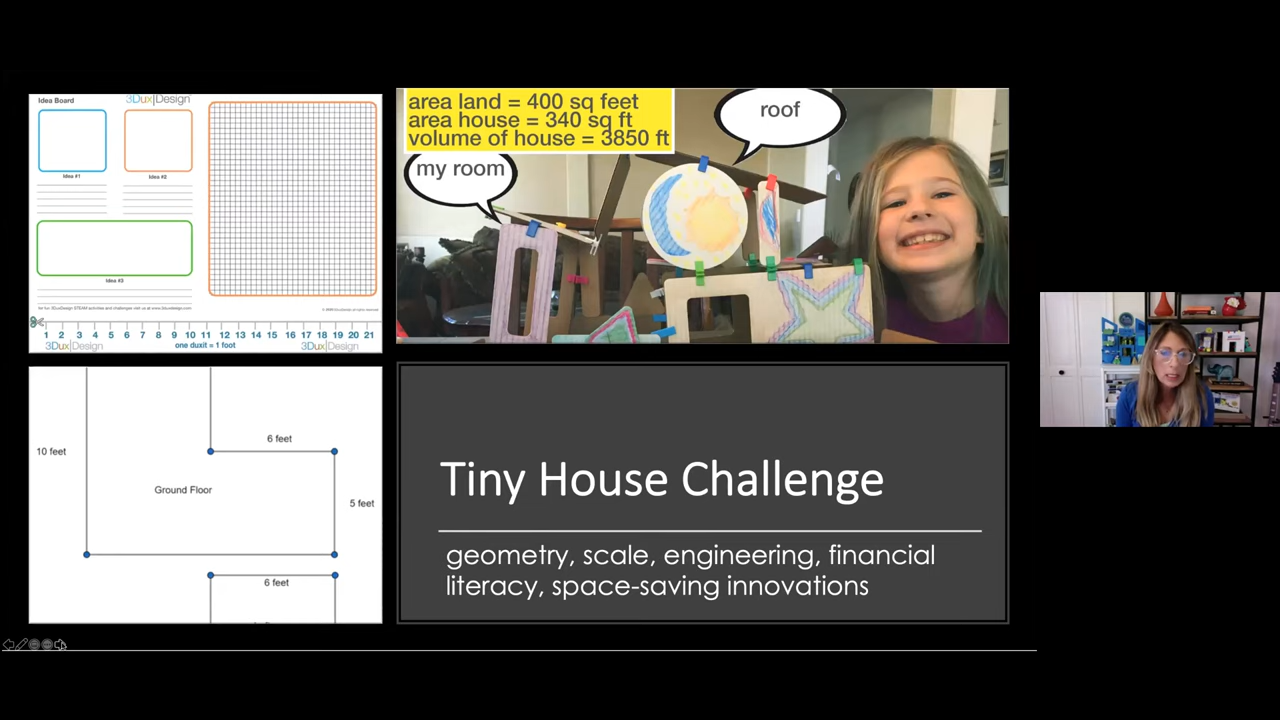 Idea Board
3Dux|Design
Idea #1
Idea #2
Idea #3
1 2 3 4 5 6 7 8 9 10 11 12 13 14 15 16 17 18 19 20 21
3Dux|Design
one duxit = 1 foot
3Dux|Design
area land = 400 sq feet
area house = 340 sq ft
volume of house = 3850 ft
roof
my room
6 feet
10 feet
Ground Floor
5 feet
6 feet
Tiny House Challenge
geometry, scale, engineering, financial
literacy, space-saving innovations